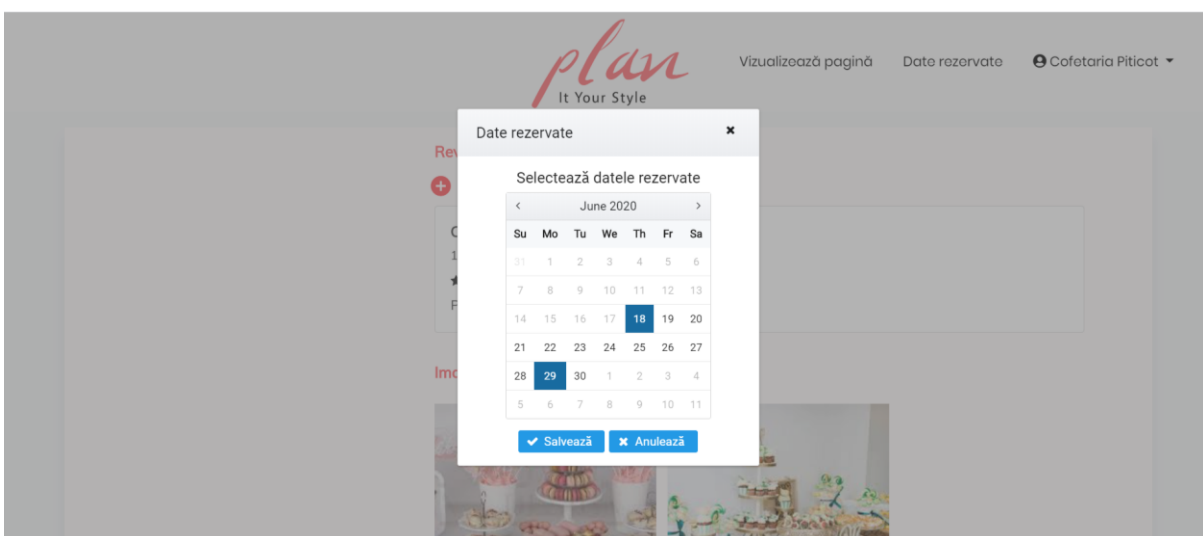 plan
It Your Style
Vizualizează pagină
Date rezervate
Cofetaria Piticot
Date rezervate
Rev
Selectează datele rezervate
June 2020
Su Mo Tu We Th Fr Sa
31 1 2 3 4 5 6
7 8 9 10 11 12 13
14 15 16 17 18 19 20
21 22 23 24 25 26 27
28 29 30 1 2 3 4
5 6 7 8 9 10 11
Salvează
Anulează